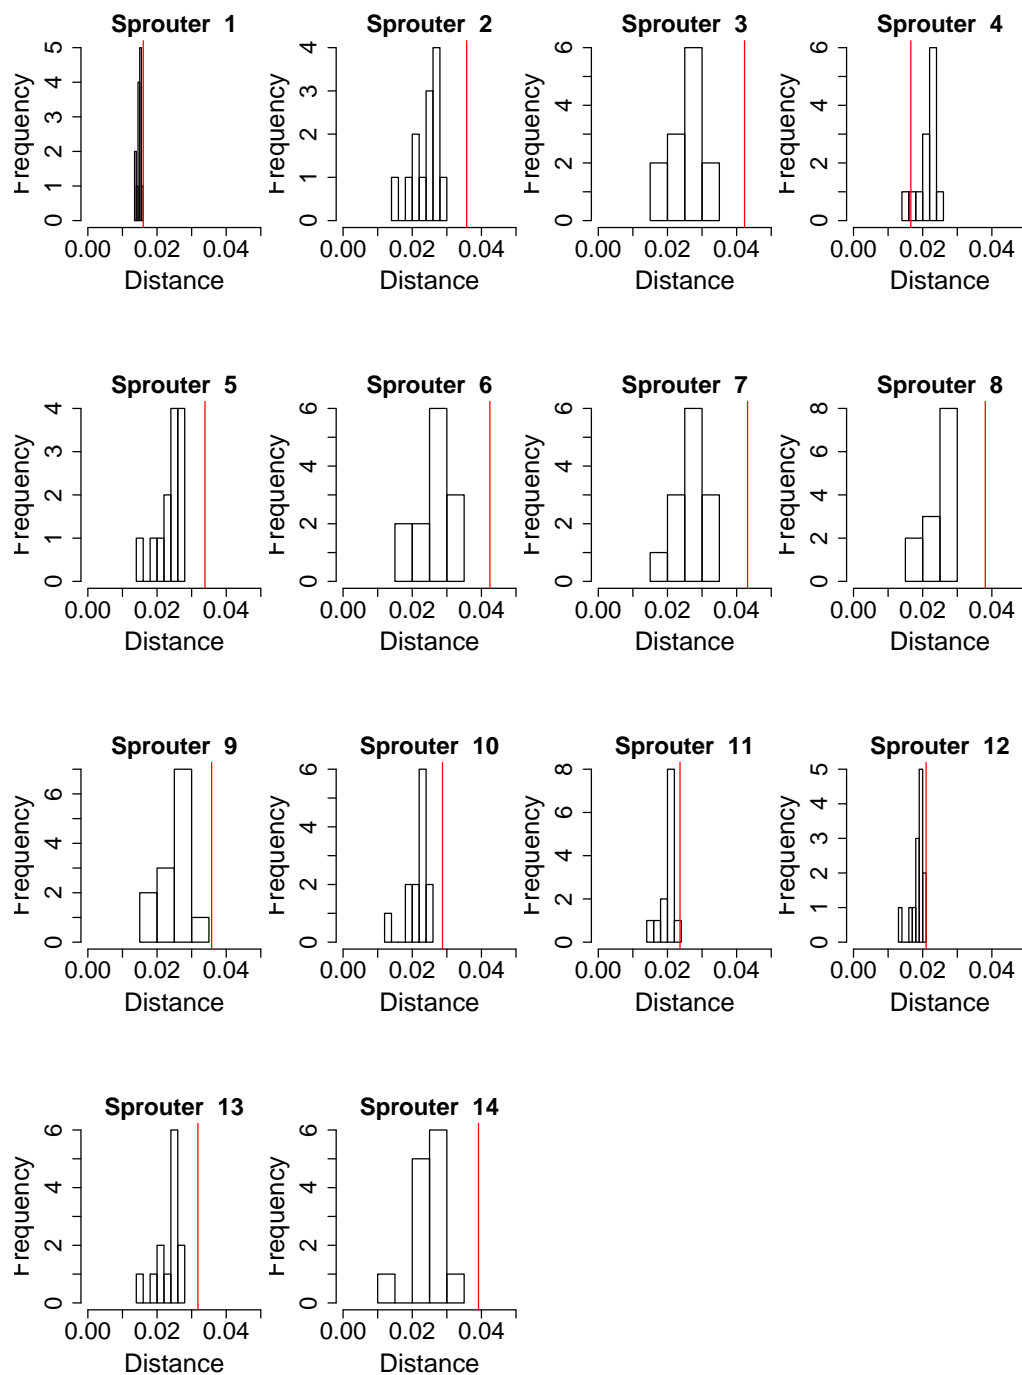 Sprouter 1
Frequency
0 1 2 3 4 5
0.00 0.02 0.04
Distance
Sprouter 2
Frequency
0 1 2 3 4
0.00 0.02 0.04
Distance
Sprouter 3
Frequency
0 2 4 6
0.00 0.02 0.04
Distance
Sprouter 4
Frequency
0 2 4 6
0.00 0.02 0.04
Distance
Sprouter 5
Frequency
0 1 2 3 4
0.00 0.02 0.04
Distance
Sprouter 6
Frequency
0 2 4 6
0.00 0.02 0.04
Distance
Sprouter 7
Frequency
0 2 4 6
0.00 0.02 0.04
Distance
Sprouter 8
Frequency
0 2 4 6 8
0.00 0.02 0.04
Distance
Sprouter 9
Frequency
0 2 4 6
0.00 0.02 0.04
Distance
Sprouter 10
Frequency
0 2 4 6
0.00 0.02 0.04
Distance
Sprouter 11
Frequency
0 2 4 6 8
0.00 0.02 0.04
Distance
Sprouter 12
Frequency
0 1 2 3 4 5
0.00 0.02 0.04
Distance
Sprouter 13
Frequency
0 2 4 6
0.00 0.02 0.04
Distance
Sprouter 14
Frequency
0 2 4 6
0.00 0.02 0.04
Distance